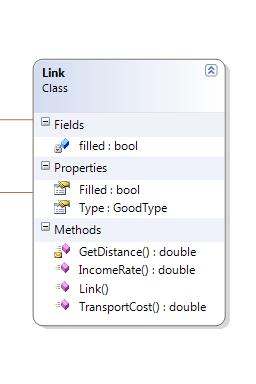 Link
Class
Fields
filled : bool
Properties
Filled : bool
Type : GoodType
Methods
GetDistance() : double
IncomeRate() : double
Link()
TransportCost() : double